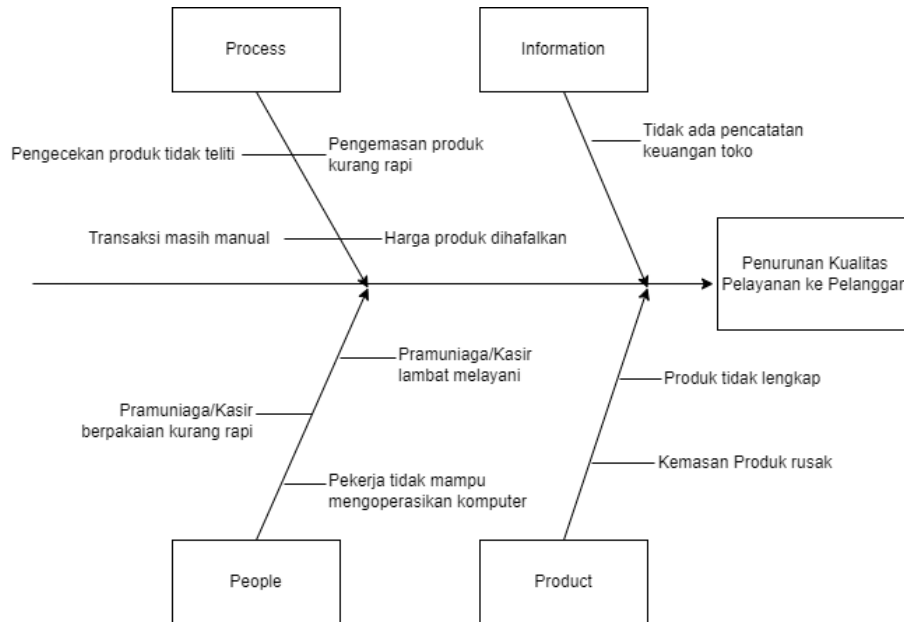 Process
Information
Pengecekan produk tidak teliti
Pengemasan produk
kurang rapi
Tidak ada pencatatan
keuangan toko
Transaksi masih manual
Harga produk dihafalkan
Penurunan Kualitas
Pelayanan ke Pelanggan
Pramuniaga/Kasir
lambat melayani
Produk tidak lengkap
Pramuniaga/Kasir
berpakaian kurang rapi
Kemasan Produk rusak
Pekerja tidak mampu
mengoperasikan komputer
People
Product